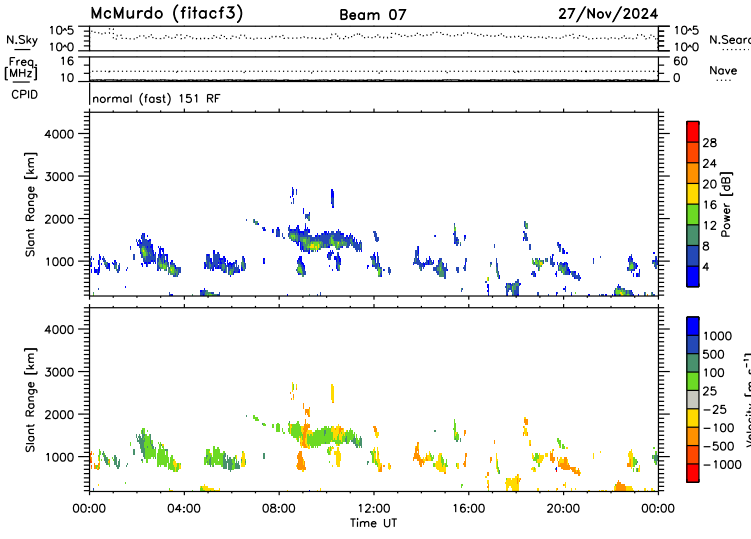 McMurdo (fitacf3) Beam 07 27/Nov/2024
N.Sky 10^5 10^0 10^5 10^0 N.Sear
Freq. [MHz] 16 10 60 0 Nave
CPID normal (fast) 151 RF
Slant Range [km]
4000
3000
2000
1000
Power [dB]
28
24
20
16
12
8
4
Slant Range [km]
4000
3000
2000
1000
Velocity [m s^-1]
1000
500
100
25
-25
-100
-500
-1000
00:00 04:00 08:00 12:00 16:00 20:00 00:00
Time UT